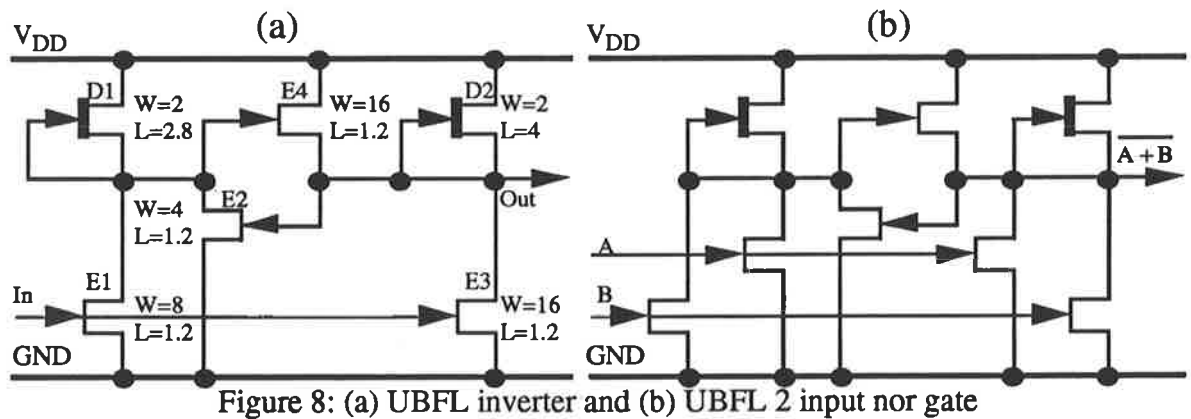 (a)
(b)
V_DD
D1
W=2
L=2.8
E4
W=16
L=1.2
D2
W=2
L=4
W=4
L=1.2
E2
Out
In
E1
W=8
L=1.2
E3
W=16
L=1.2
GND
V_DD
A + B
A
B
GND
Figure 8: (a) UBFL inverter and (b) UBFL 2 input nor gate